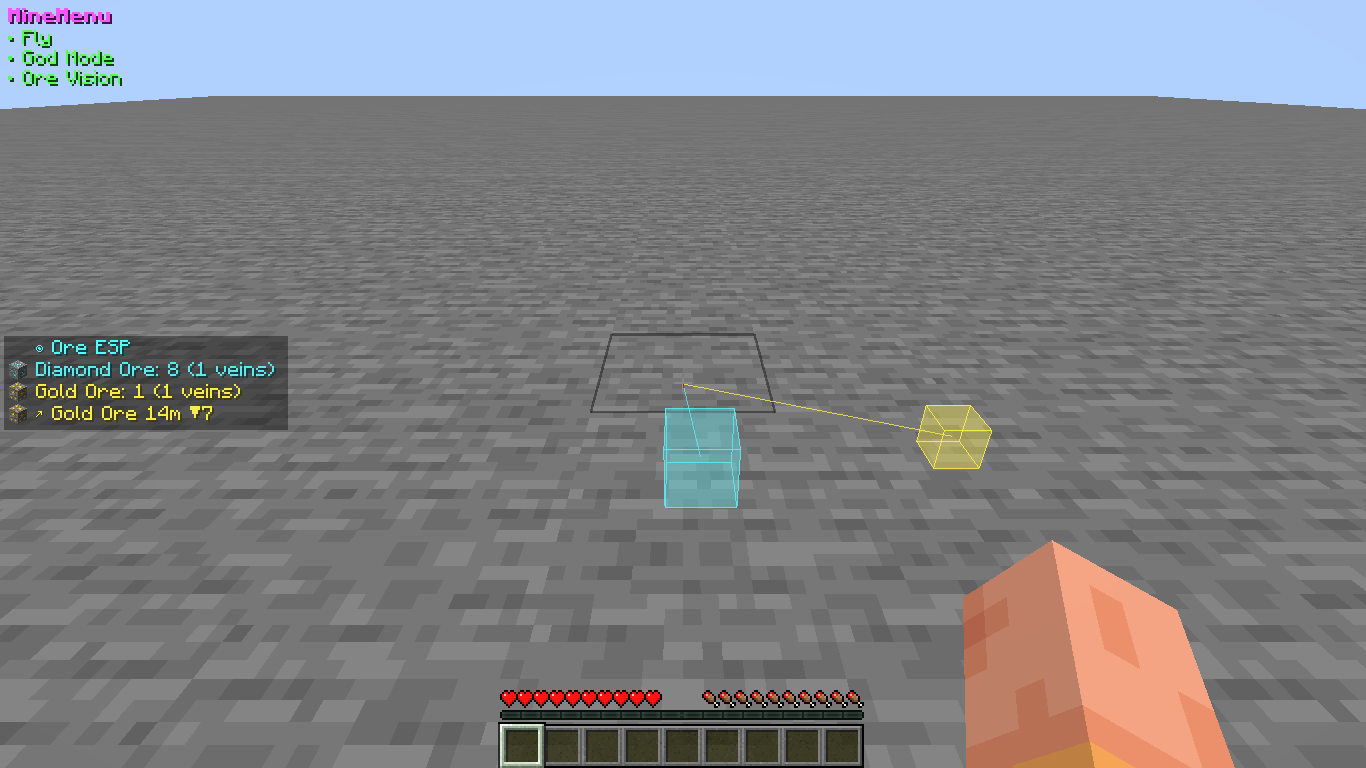 MineMenu
• Fly
• God Mode
• Ore Vision
Ore ESP
Diamond Ore: 8 (1 veins)
Gold Ore: 1 (1 veins)
↗ Gold Ore 14m ▼7